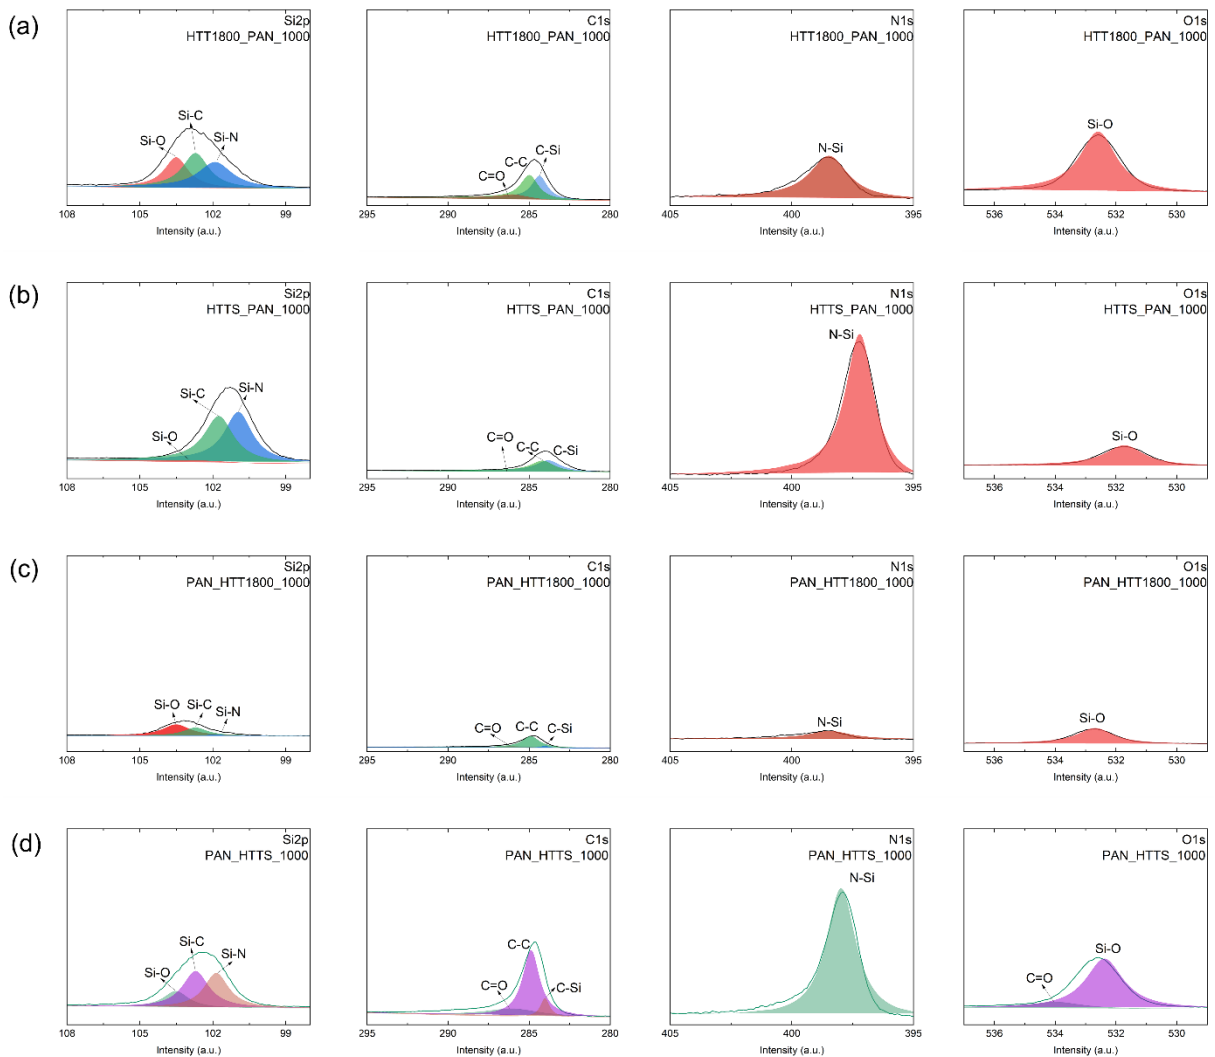 (a)
Si2p
HTT1800_PAN_1000
Si-C
Si-O
Si-N
108 105 102 99
Intensity (a.u.)
C1s
HTT1800_PAN_1000
C-Si
C-C
C=O
295 290 285 280
Intensity (a.u.)
N1s
HTT1800_PAN_1000
N-Si
405 400 395
Intensity (a.u.)
O1s
HTT1800_PAN_1000
Si-O
536 534 532 530
Intensity (a.u.)
(b)
Si2p
HTTS_PAN_1000
Si-C
Si-N
Si-O
108 105 102 99
Intensity (a.u.)
C1s
HTTS_PAN_1000
C=O
C-C
C-Si
295 290 285 280
Intensity (a.u.)
N1s
HTTS_PAN_1000
N-Si
405 400 395
Intensity (a.u.)
O1s
HTTS_PAN_1000
Si-O
536 534 532 530
Intensity (a.u.)
(c)
Si2p
PAN_HTT1800_1000
Si-O
Si-C
Si-N
108 105 102 99
Intensity (a.u.)
C1s
PAN_HTT1800_1000
C=O
C-C
C-Si
295 290 285 280
Intensity (a.u.)
N1s
PAN_HTT1800_1000
N-Si
405 400 395
Intensity (a.u.)
O1s
PAN_HTT1800_1000
Si-O
536 534 532 530
Intensity (a.u.)
(d)
Si2p
PAN_HTTS_1000
Si-C
Si-N
Si-O
108 105 102 99
Intensity (a.u.)
C1s
PAN_HTTS_1000
C-C
C=O
C-Si
295 290 285 280
Intensity (a.u.)
N1s
PAN_HTTS_1000
N-Si
405 400 395
Intensity (a.u.)
O1s
PAN_HTTS_1000
Si-O
C=O
536 534 532 530
Intensity (a.u.)